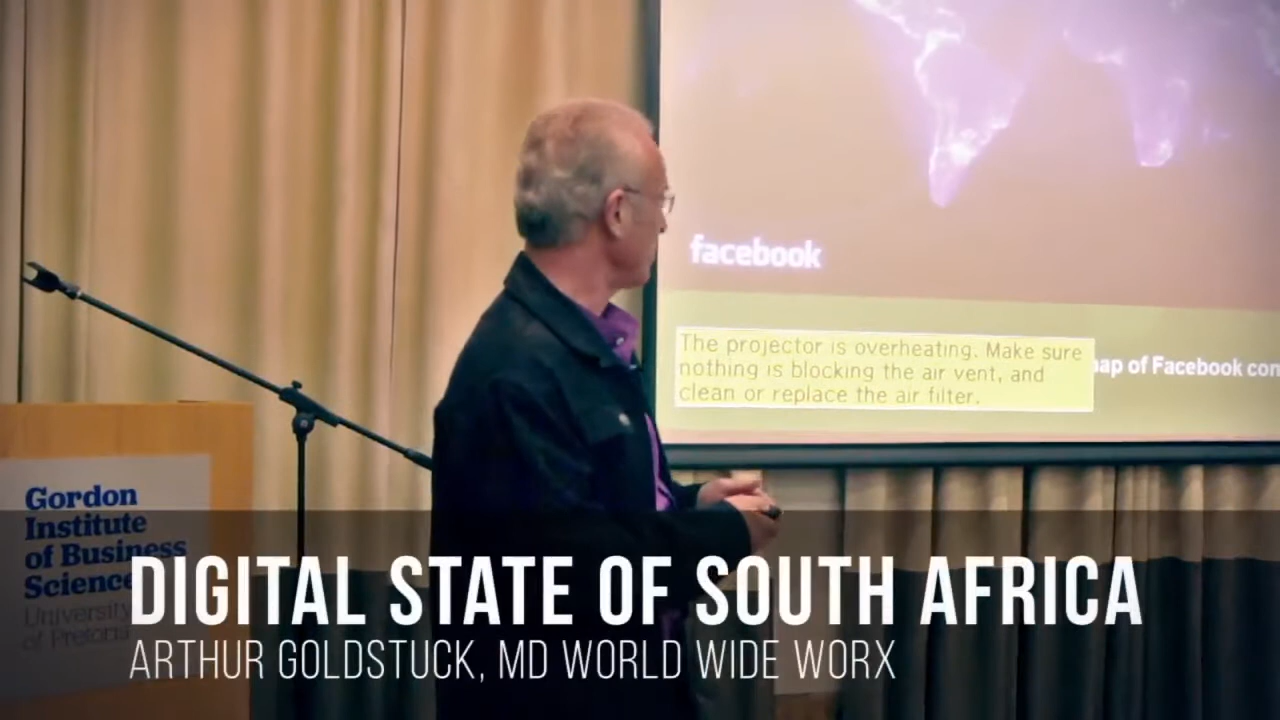 facebook
The projector is overheating. Make sure
nothing is blocking the air vent, and
clean or replace the air filter.
map of Facebook con
Gordon
Institute
of Business
Science
University
of Pretoria
DIGITAL STATE OF SOUTH AFRICA
ARTHUR GOLDSTUCK, MD WORLD WIDE WORX